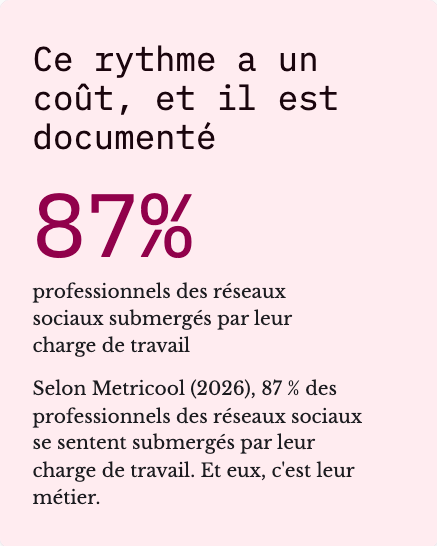 Ce rythme a un
coût, et il est
documenté
87%
professionnels des réseaux
sociaux submergés par leur
charge de travail
Selon Metricool (2026), 87 % des
professionnels des réseaux sociaux
se sentent submergés par leur
charge de travail. Et eux, c'est leur
métier.